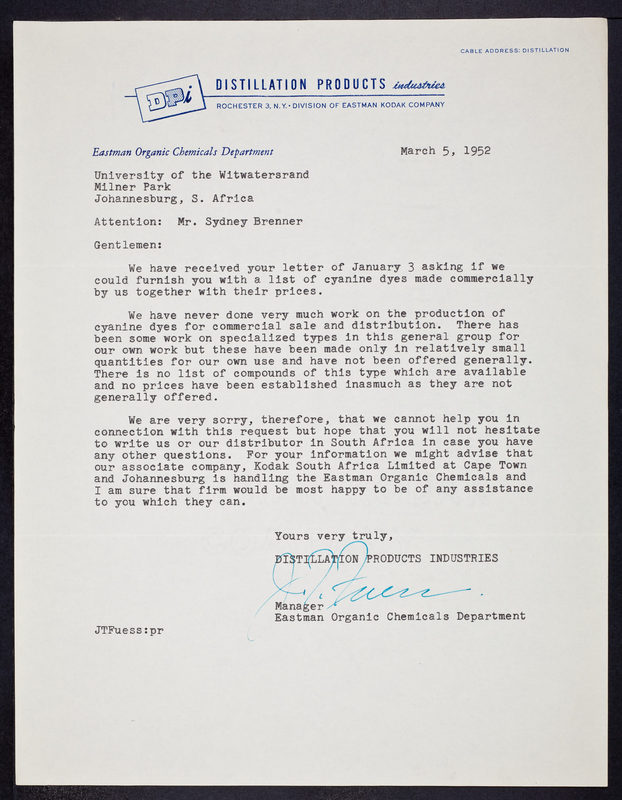 CABLE ADDRESS: DISTILLATION
DPi
DISTILLATION PRODUCTS industries
ROCHESTER 3, N.Y. • DIVISION OF EASTMAN KODAK COMPANY
Eastman Organic Chemicals Department
March 5, 1952
University of the Witwatersrand
Milner Park
Johannesburg, S. Africa
Attention: Mr. Sydney Brenner
Gentlemen:
We have received your letter of January 3 asking if we
could furnish you with a list of cyanine dyes made commercially
by us together with their prices.
We have never done very much work on the production of
cyanine dyes for commercial sale and distribution. There has
been some work on specialized types in this general group for
our own work but these have been made only in relatively small
quantities for our own use and have not been offered generally.
There is no list of compounds of this type which are available
and no prices have been established inasmuch as they are not
generally offered.
We are very sorry, therefore, that we cannot help you in
connection with this request but hope that you will not hesitate
to write us or our distributor in South Africa in case you have
any other questions. For your information we might advise that
our associate company, Kodak South Africa Limited at Cape Town
and Johannesburg is handling the Eastman Organic Chemicals and
I am sure that firm would be most happy to be of any assistance
to you which they can.
Yours very truly,
DISTILLATION PRODUCTS INDUSTRIES
J. T. Fuess.
Manager
Eastman Organic Chemicals Department
JTFuess:pr